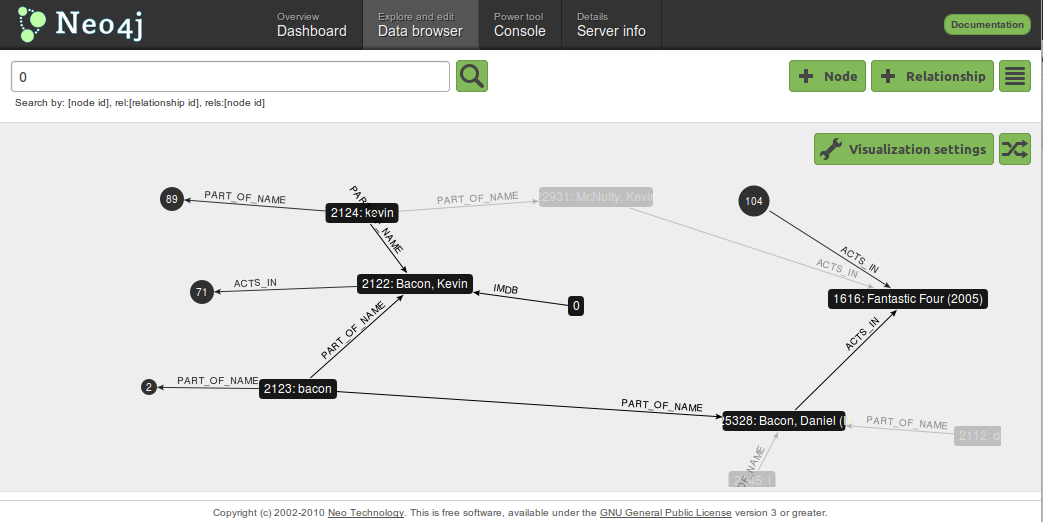 Neo4j
Overview
Dashboard
Explore and edit
Data browser
Power tool
Console
Details
Server info
Documentation
0
Node
Relationship
Search by: [node id], rel:[relationship id], rels:[node id]
Visualization settings
89
PART_OF_NAME
2124: kevin
PART_OF_NAME
PART_OF_NAME
22931: McNulty, Kevin
104
ACTS_IN
ACTS_IN
71
ACTS_IN
2122: Bacon, Kevin
IMDB
0
1616: Fantastic Four (2005)
PART_OF_NAME
ACTS_IN
2
PART_OF_NAME
2123: bacon
PART_OF_NAME
25328: Bacon, Daniel (I
PART_OF_NAME
2112: d
OF_NAME
Copyright (c) 2002-2010 Neo Technology. This is free software, available under the GNU General Public License version 3 or greater.